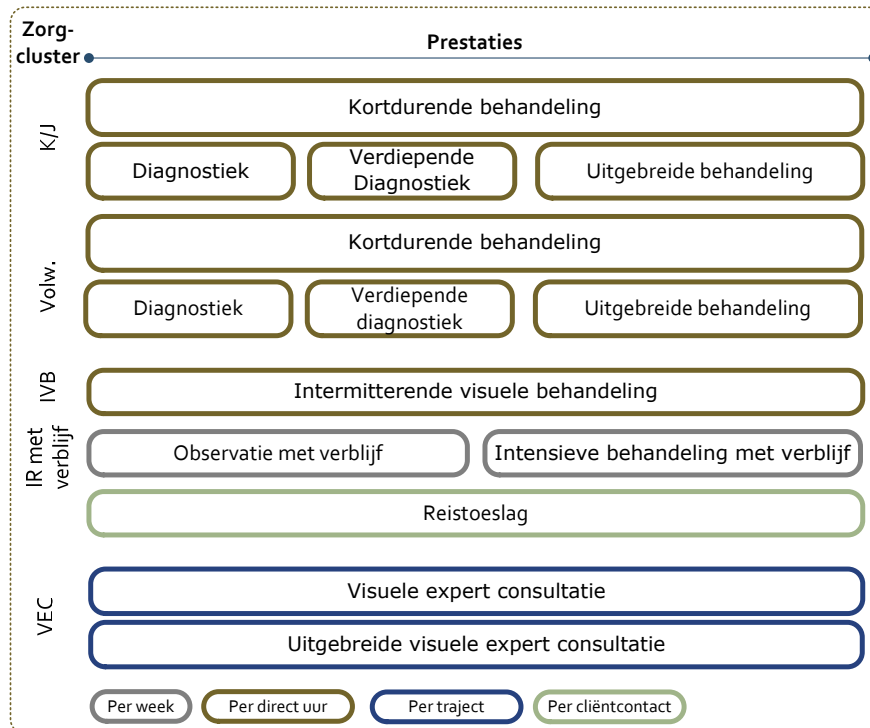 Zorg-
cluster
Prestaties
K/J
Kortdurende behandeling
Diagnostiek
Verdiepende
Diagnostiek
Uitgebreide behandeling
Volw.
Kortdurende behandeling
Diagnostiek
Verdiepende
diagnostiek
Uitgebreide behandeling
IVB
Intermitterende visuele behandeling
IR met
verblijf
Observatie met verblijf
Intensieve behandeling met verblijf
Reistoeslag
VEC
Visuele expert consultatie
Uitgebreide visuele expert consultatie
Per week
Per direct uur
Per traject
Per cliëntcontact